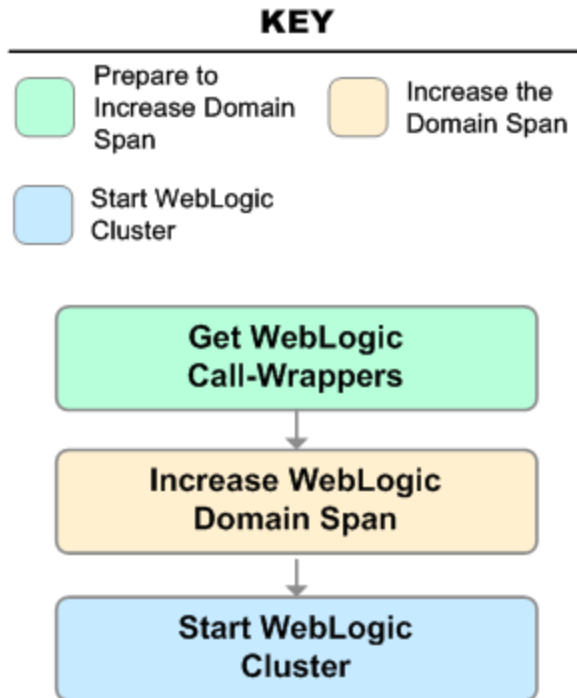 KEY
Prepare to
Increase Domain
Span
Increase the
Domain Span
Start WebLogic
Cluster
Get WebLogic
Call-Wrappers
Increase WebLogic
Domain Span
Start WebLogic
Cluster